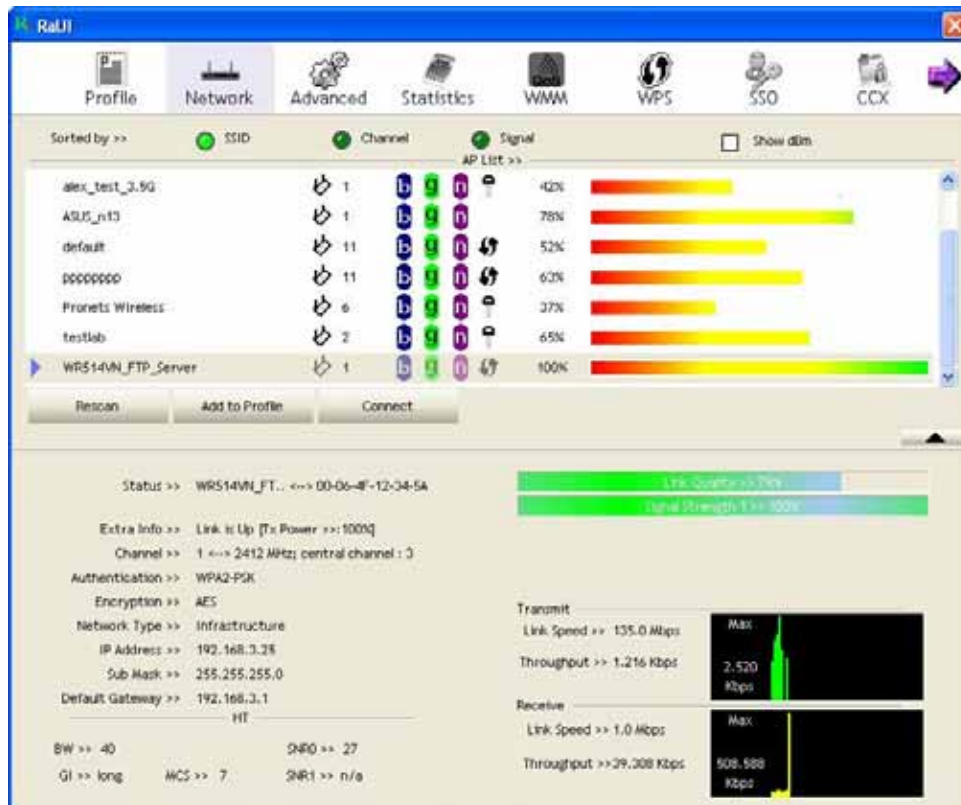 RaUI
Profile Network Advanced Statistics WMM WPS SSO CCX
QoS
Sorted by >> SSID Channel Signal Show dBm
AP List >>
alex_test_3.5G 1 b g n 42%
ASUS_n13 1 b g n 78%
default 11 b g n 52%
pppppppp 11 b g n 63%
Pronets Wireless 6 b g n 37%
testlab 2 b g n 65%
WR514VN_FTP_Server 1 b g n 100%
Rescan Add to Profile Connect
Status >> WR514VN_FT.. <--> 00-06-4F-12-34-5A
Extra Info >> Link is Up [Tx Power >>:100%]
Channel >> 1 <--> 2412 MHz; central channel : 3
Authentication >> WPA2-PSK
Encryption >> AES
Network Type >> Infrastructure
IP Address >> 192.168.3.25
Sub Mask >> 255.255.255.0
Default Gateway >> 192.168.3.1
HT
BW >> 40 SNR0 >> 27
GI >> long MCS >> 7 SNR1 >> n/a
Link Quality >>
Signal Strength 1 >> 100%
Transmit
Link Speed >> 135.0 Mbps
Throughput >> 1.216 Kbps
Max
2.520
Kbps
Receive
Link Speed >> 1.0 Mbps
Throughput >>39.308 Kbps
Max
508.588
Kbps